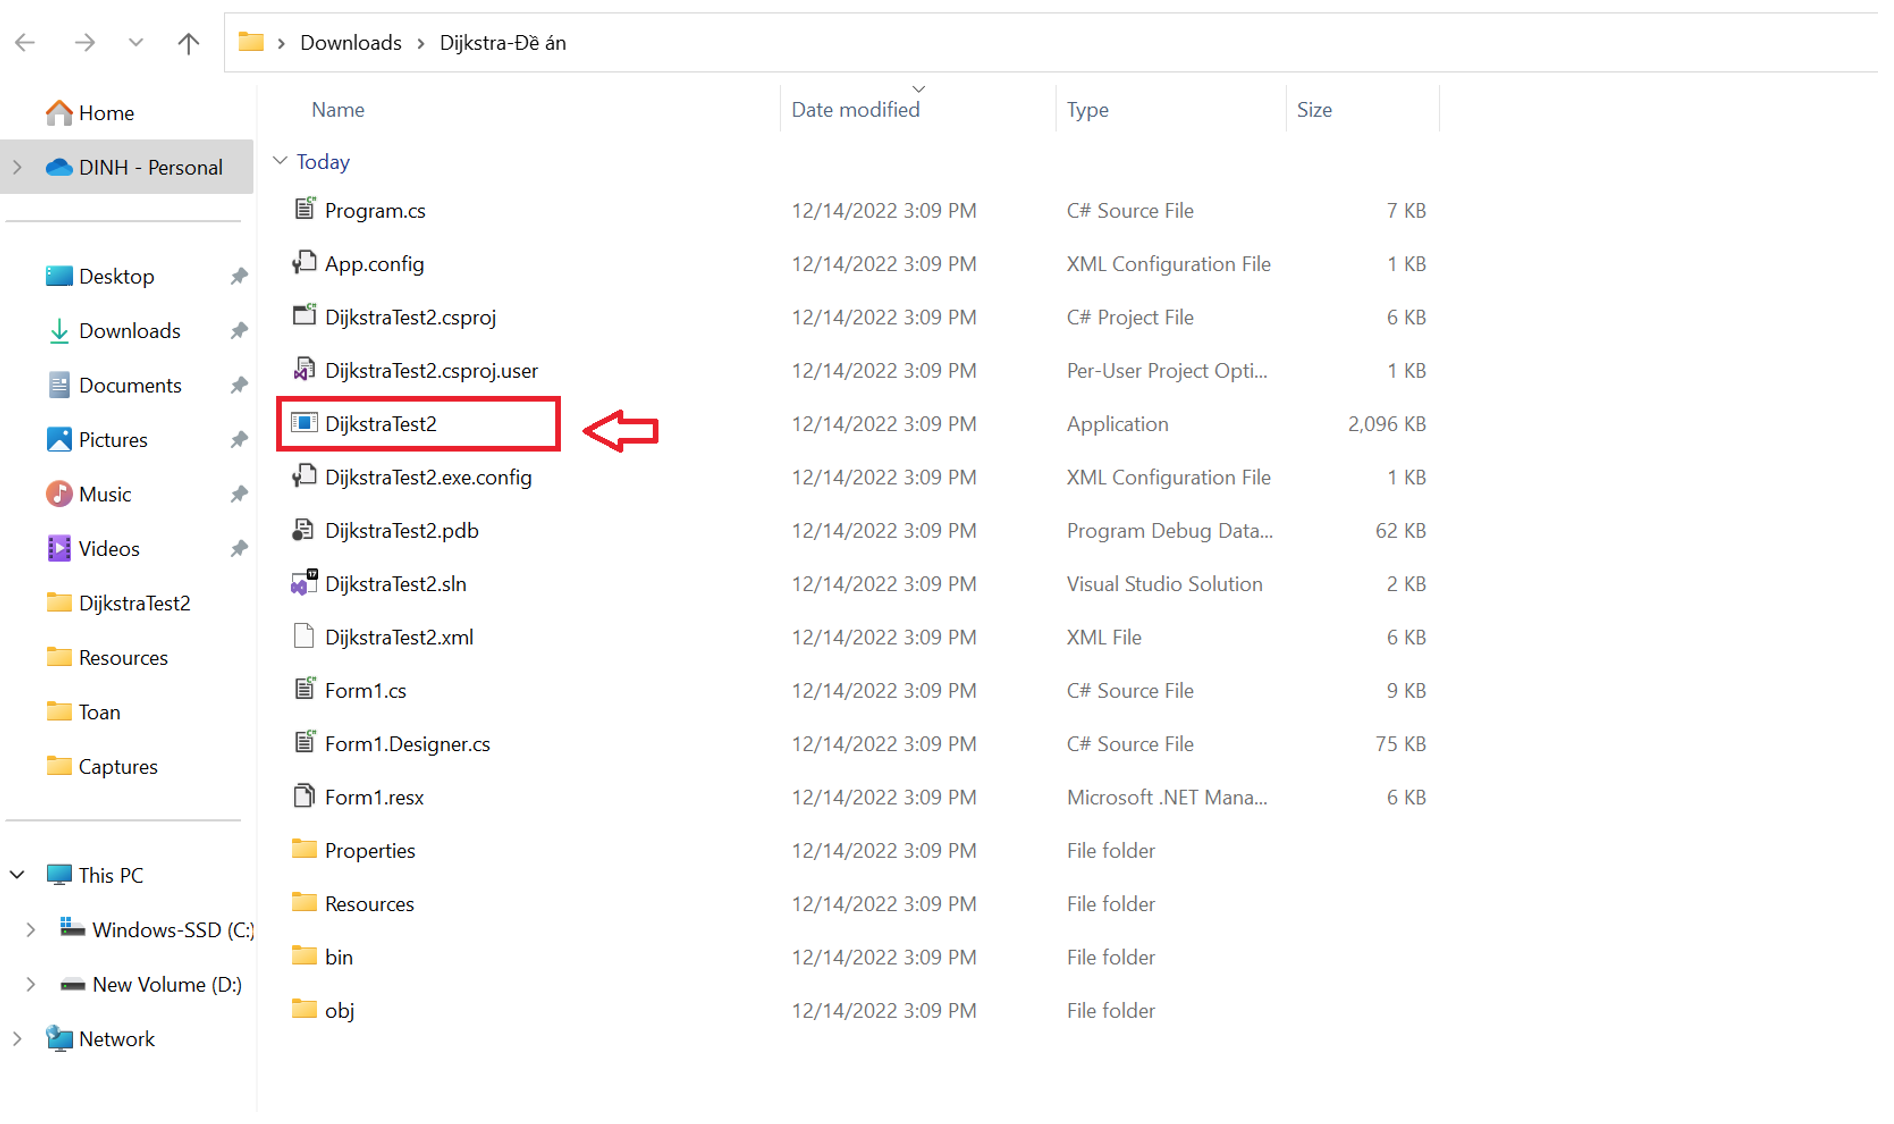 Downloads > Dijkstra-Đề án
Home
DINH - Personal
Desktop
Downloads
Documents
Pictures
Music
Videos
DijkstraTest2
Resources
Toan
Captures
This PC
Windows-SSD (C:)
New Volume (D:)
Network
Name Date modified Type Size
Today
Program.cs 12/14/2022 3:09 PM C# Source File 7 KB
App.config 12/14/2022 3:09 PM XML Configuration File 1 KB
DijkstraTest2.csproj 12/14/2022 3:09 PM C# Project File 6 KB
DijkstraTest2.csproj.user 12/14/2022 3:09 PM Per-User Project Opti... 1 KB
DijkstraTest2 12/14/2022 3:09 PM Application 2,096 KB
DijkstraTest2.exe.config 12/14/2022 3:09 PM XML Configuration File 1 KB
DijkstraTest2.pdb 12/14/2022 3:09 PM Program Debug Data... 62 KB
DijkstraTest2.sln 12/14/2022 3:09 PM Visual Studio Solution 2 KB
DijkstraTest2.xml 12/14/2022 3:09 PM XML File 6 KB
Form1.cs 12/14/2022 3:09 PM C# Source File 9 KB
Form1.Designer.cs 12/14/2022 3:09 PM C# Source File 75 KB
Form1.resx 12/14/2022 3:09 PM Microsoft .NET Mana... 6 KB
Properties 12/14/2022 3:09 PM File folder
Resources 12/14/2022 3:09 PM File folder
bin 12/14/2022 3:09 PM File folder
obj 12/14/2022 3:09 PM File folder